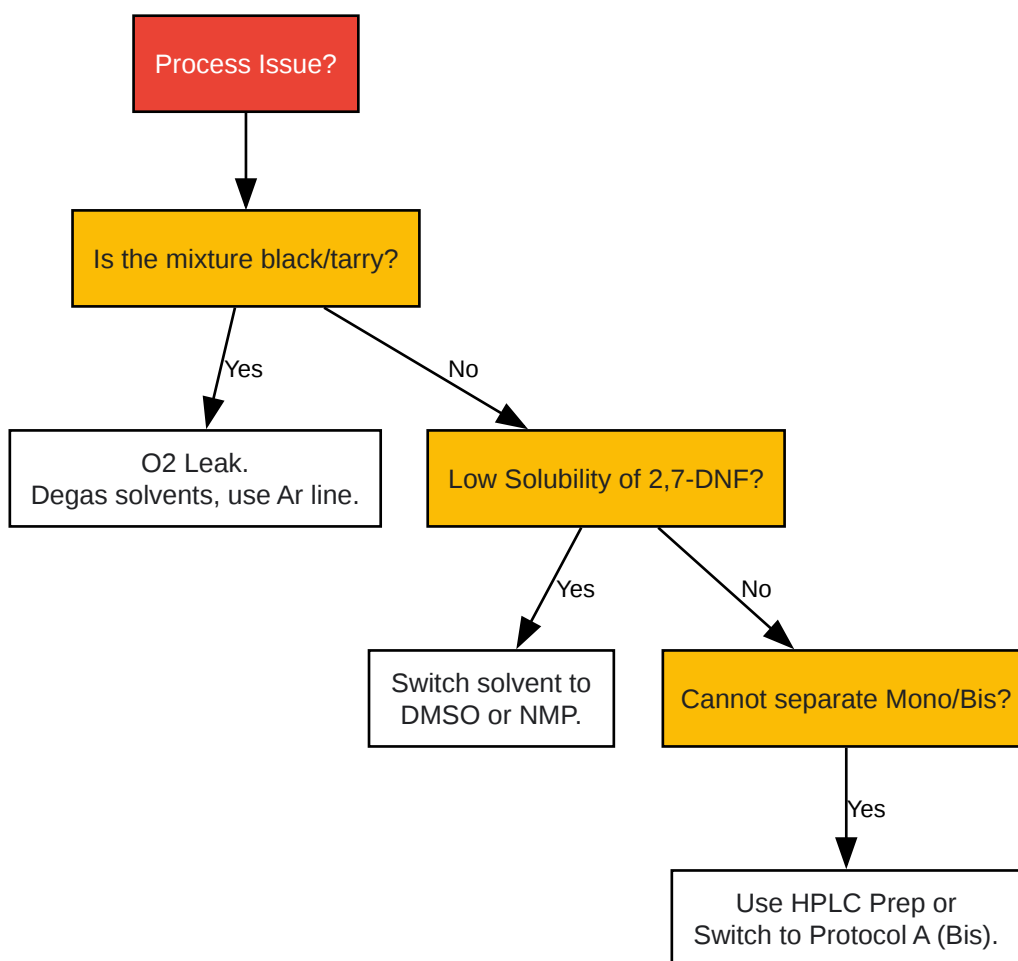 Process Issue?
Is the mixture black/tarry?
Yes
No
O2 Leak.
Degas solvents, use Ar line.
Low Solubility of 2,7-DNF?
Yes
No
Switch solvent to
DMSO or NMP.
Cannot separate Mono/Bis?
Yes
Use HPLC Prep or
Switch to Protocol A (Bis).